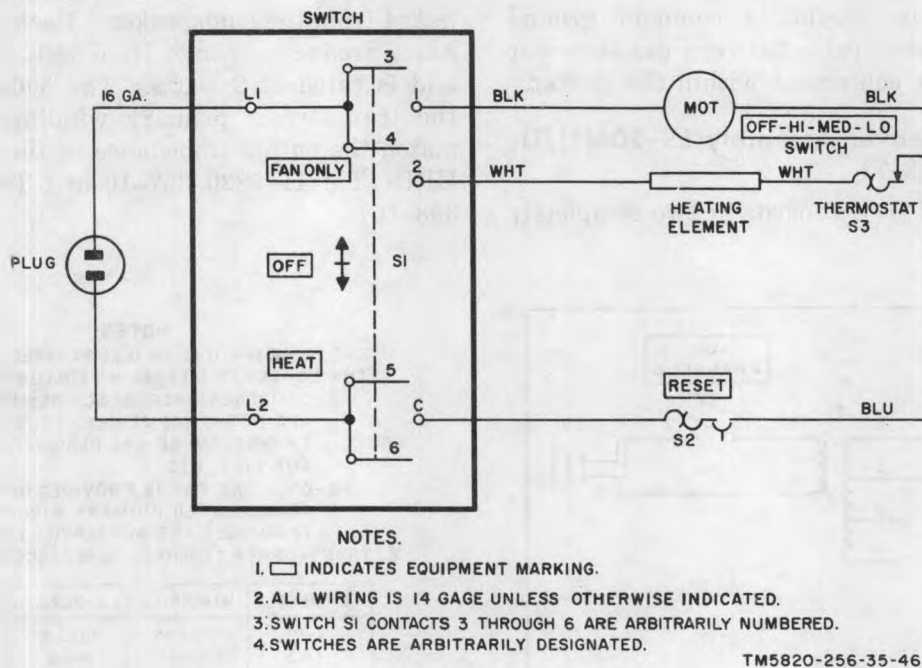 SWITCH
3
16 GA.
BLK
MOT
BLK
4
FAN ONLY
OFF-HI-MED-LO
SWITCH
WHT
WHT
HEATING
ELEMENT
THERMOSTAT
S3
PLUG
OFF
S1
HEAT
5
RESET
L2
C
BLU
S2
6
NOTES.
1. INDICATES EQUIPMENT MARKING.
2. ALL WIRING IS 14 GAGE UNLESS OTHERWISE INDICATED.
3. SWITCH S1 CONTACTS 3 THROUGH 6 ARE ARBITRARILY NUMBERED.
4. SWITCHES ARE ARBITRARILY DESIGNATED.
TM5820-256-35-46